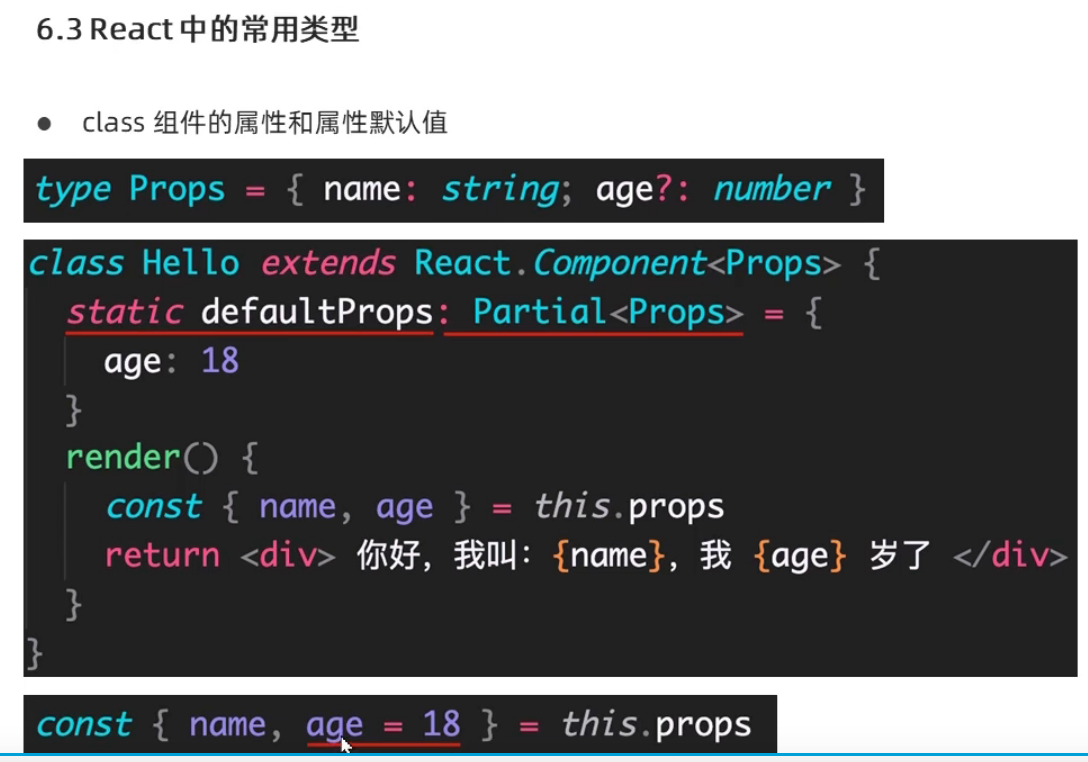 6.3 React 中的常用类型
● class 组件的属性和属性默认值
type Props = { name: string; age?: number }
class Hello extends React.Component<Props> {
static defaultProps: Partial<Props> = {
age: 18
}
render() {
const { name, age } = this.props
return <div> 你好, 我叫: {name}, 我 {age} 岁了 </div>
}
}
const { name, age = 18 } = this.props